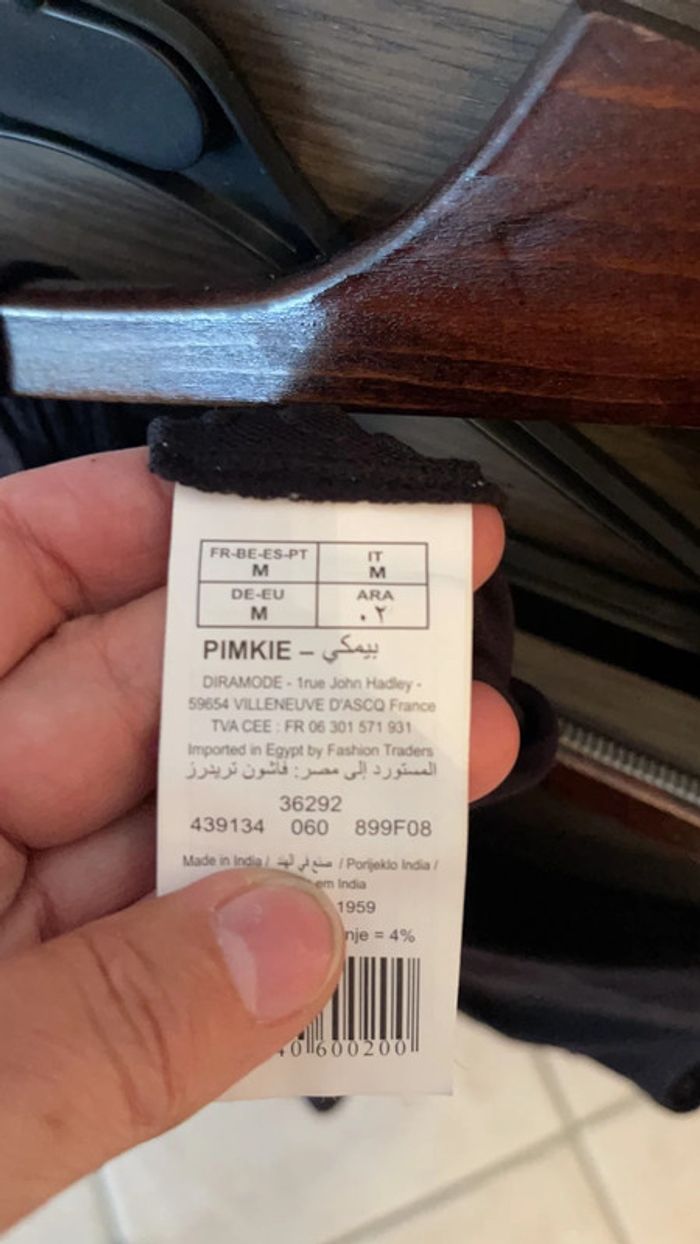 FR-BE-ES-PT IT
M M
DE-EU ARA
M ٠٢
PIMKIE – بيمكي
DIRAMODE - 1rue John Hadley -
59654 VILLENEUVE D'ASCQ France
TVA CEE : FR 06 301 571 931
Imported in Egypt by Fashion Traders
المستورد إلى مصر: فاشون تريدرز
36292
439134 060 899F08
Made in India / صنع في الهند / Porijeklo India /
em India
1959
nje = 4%
40 600200